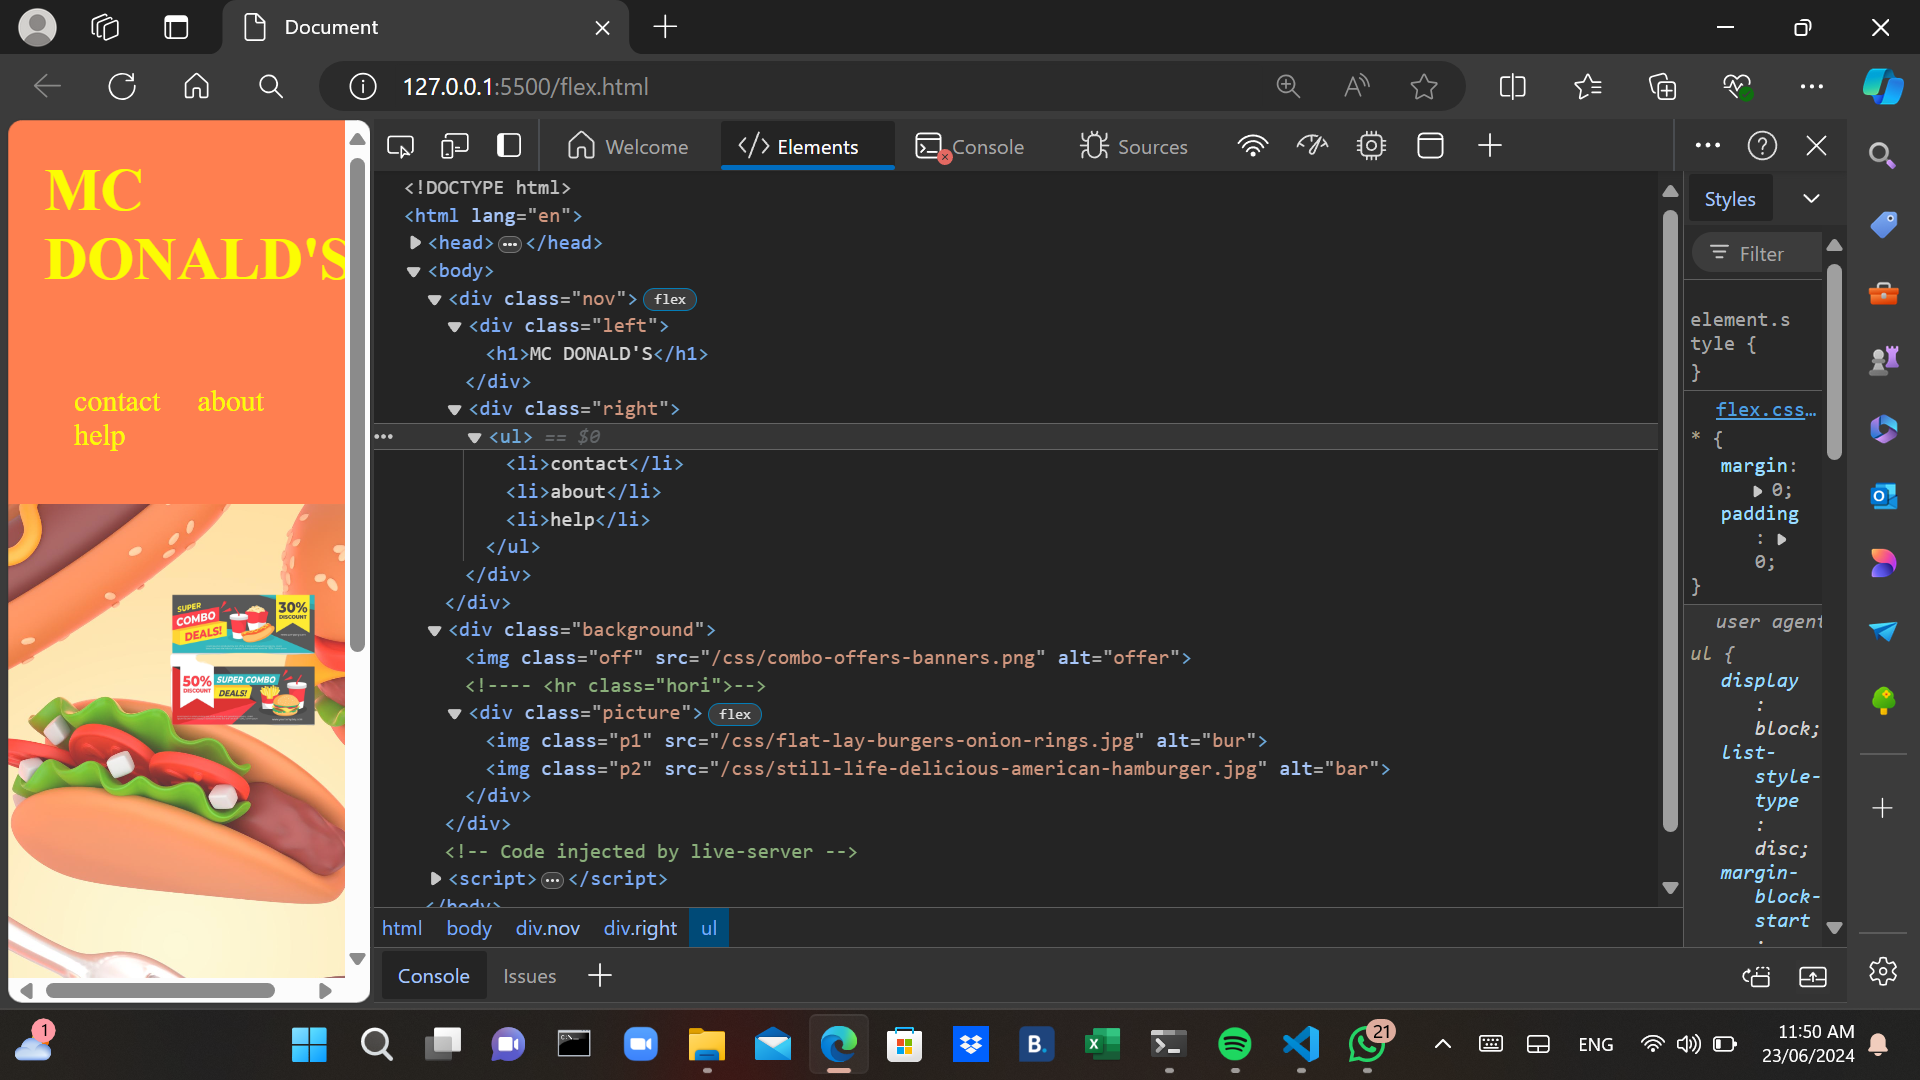 Document
127.0.0.1:5500/flex.html
MC
DONALD'S
contact about
help
SUPER
COMBO
DEALS!
30%
DISCOUNT
50%
DISCOUNT
SUPER COMBO
DEALS!
Welcome
Elements
Console
Sources
<!DOCTYPE html>
<html lang="en">
<head> ••• </head>
<body>
<div class="nov"> flex
<div class="left">
<h1>MC DONALD'S</h1>
</div>
<div class="right">
••• <ul> == $0
<li>contact</li>
<li>about</li>
<li>help</li>
</ul>
</div>
</div>
<div class="background">
<img class="off" src="/css/combo-offers-banners.png" alt="offer">
<!---- <hr class="hori">-->
<div class="picture"> flex
<img class="p1" src="/css/flat-lay-burgers-onion-rings.jpg" alt="bur">
<img class="p2" src="/css/still-life-delicious-american-hamburger.jpg" alt="bar">
</div>
</div>
<!-- Code injected by live-server -->
<script> ••• </script>
</body>
html body div.nov div.right ul
Console Issues
Styles
Filter
element.s
tyle {
}
flex.css…
* {
margin:
0;
padding
:
0;
}
user agent
ul {
display
:
block;
list-
style-
type
:
disc;
margin-
block-
start
:
1
B.
21
ENG
11:50 AM
23/06/2024